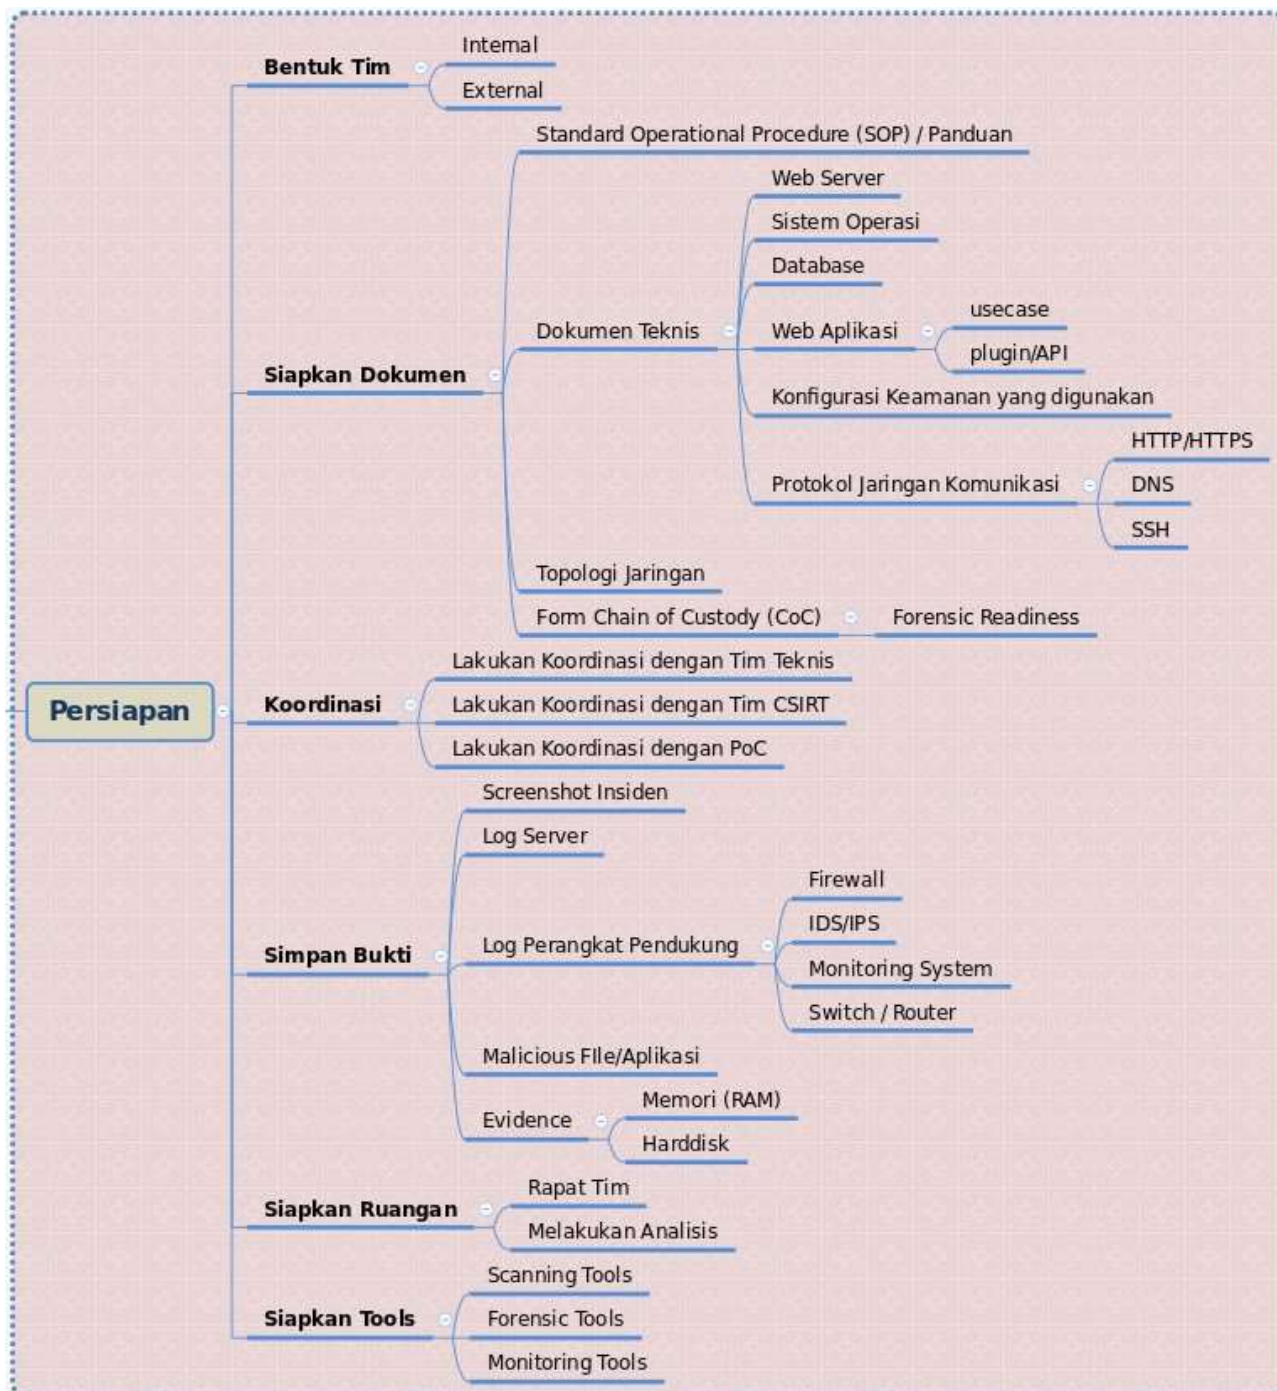 Internal
Bentuk Tim
External
Standard Operational Procedure (SOP) / Panduan
Web Server
Sistem Operasi
Database
usecase
Dokumen Teknis
Web Aplikasi
plugin/API
Siapkan Dokumen
Konfigurasi Keamanan yang digunakan
HTTP/HTTPS
Protokol Jaringan Komunikasi
DNS
SSH
Topologi Jaringan
Form Chain of Custody (CoC)
Forensic Readiness
Lakukan Koordinasi dengan Tim Teknis
Persiapan
Koordinasi
Lakukan Koordinasi dengan Tim CSIRT
Lakukan Koordinasi dengan PoC
Screenshot Insiden
Log Server
Firewall
IDS/IPS
Simpan Bukti
Log Perangkat Pendukung
Monitoring System
Switch / Router
Malicious FIle/Aplikasi
Memori (RAM)
Evidence
Harddisk
Rapat Tim
Siapkan Ruangan
Melakukan Analisis
Scanning Tools
Siapkan Tools
Forensic Tools
Monitoring Tools